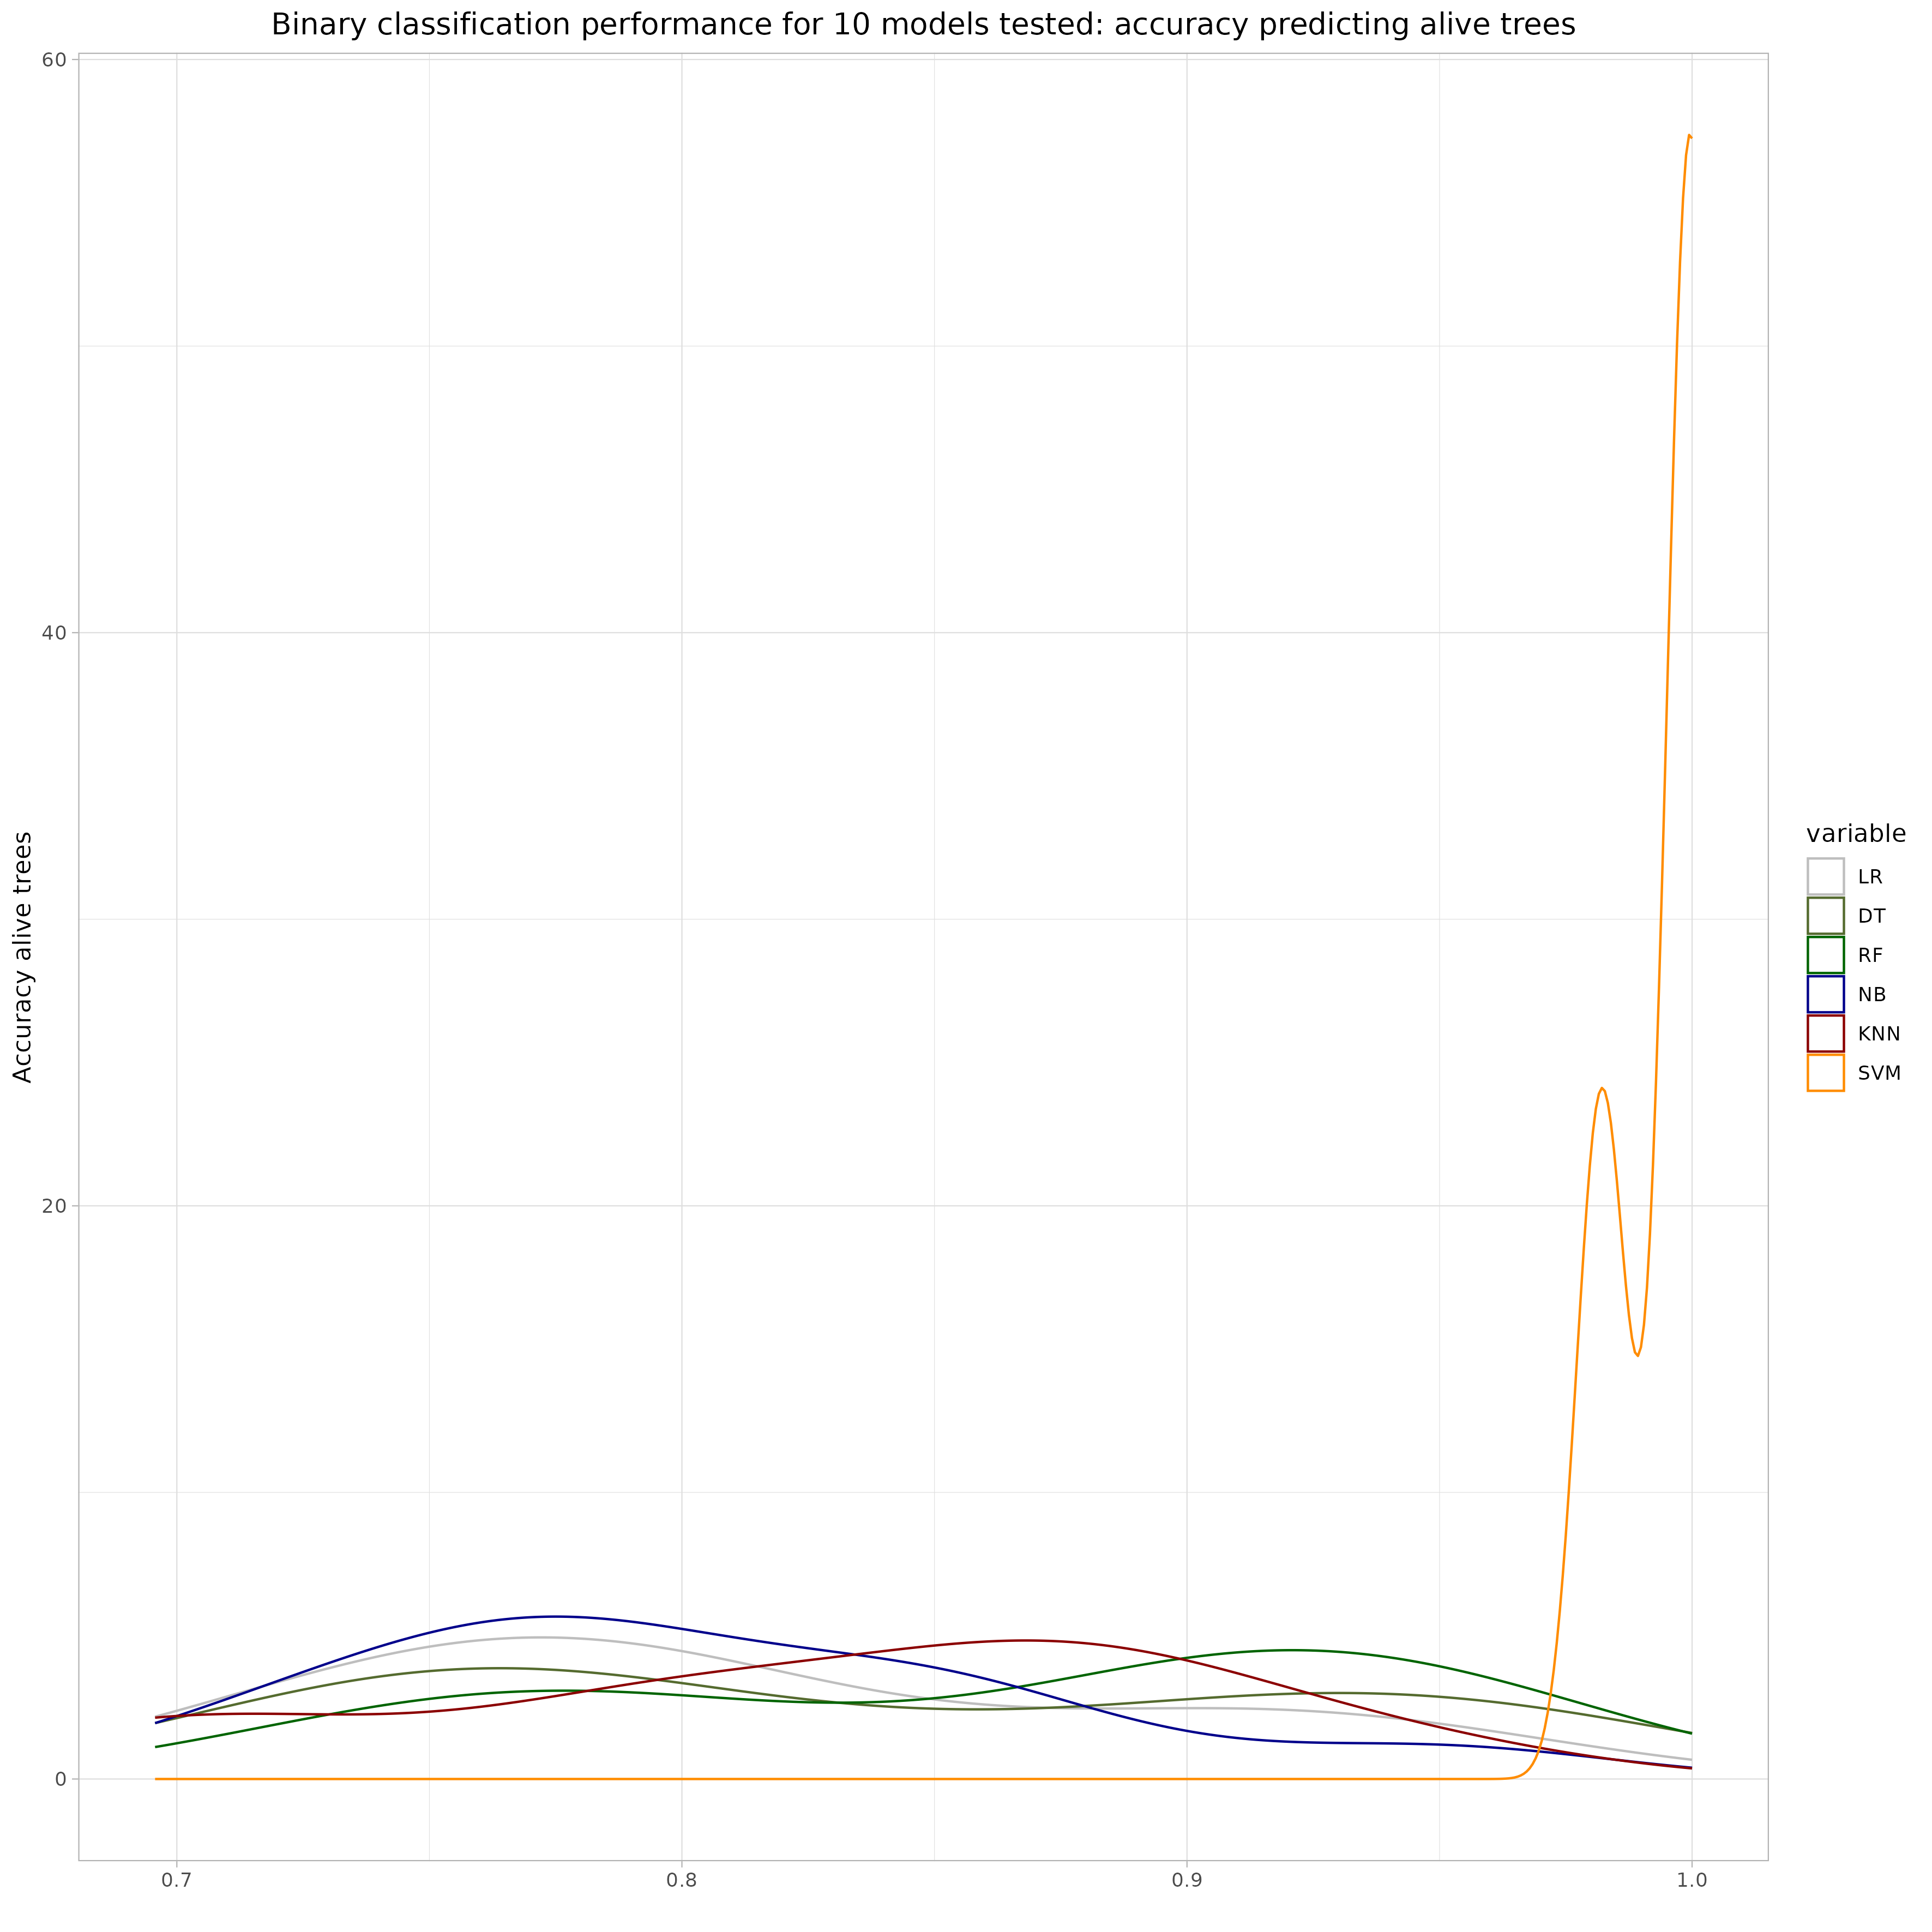 Binary classification performance for 10 models tested: accuracy predicting alive trees
60
40
20
0
Accuracy alive trees
0.7
0.8
0.9
1.0
variable
LR
DT
RF
NB
KNN
SVM